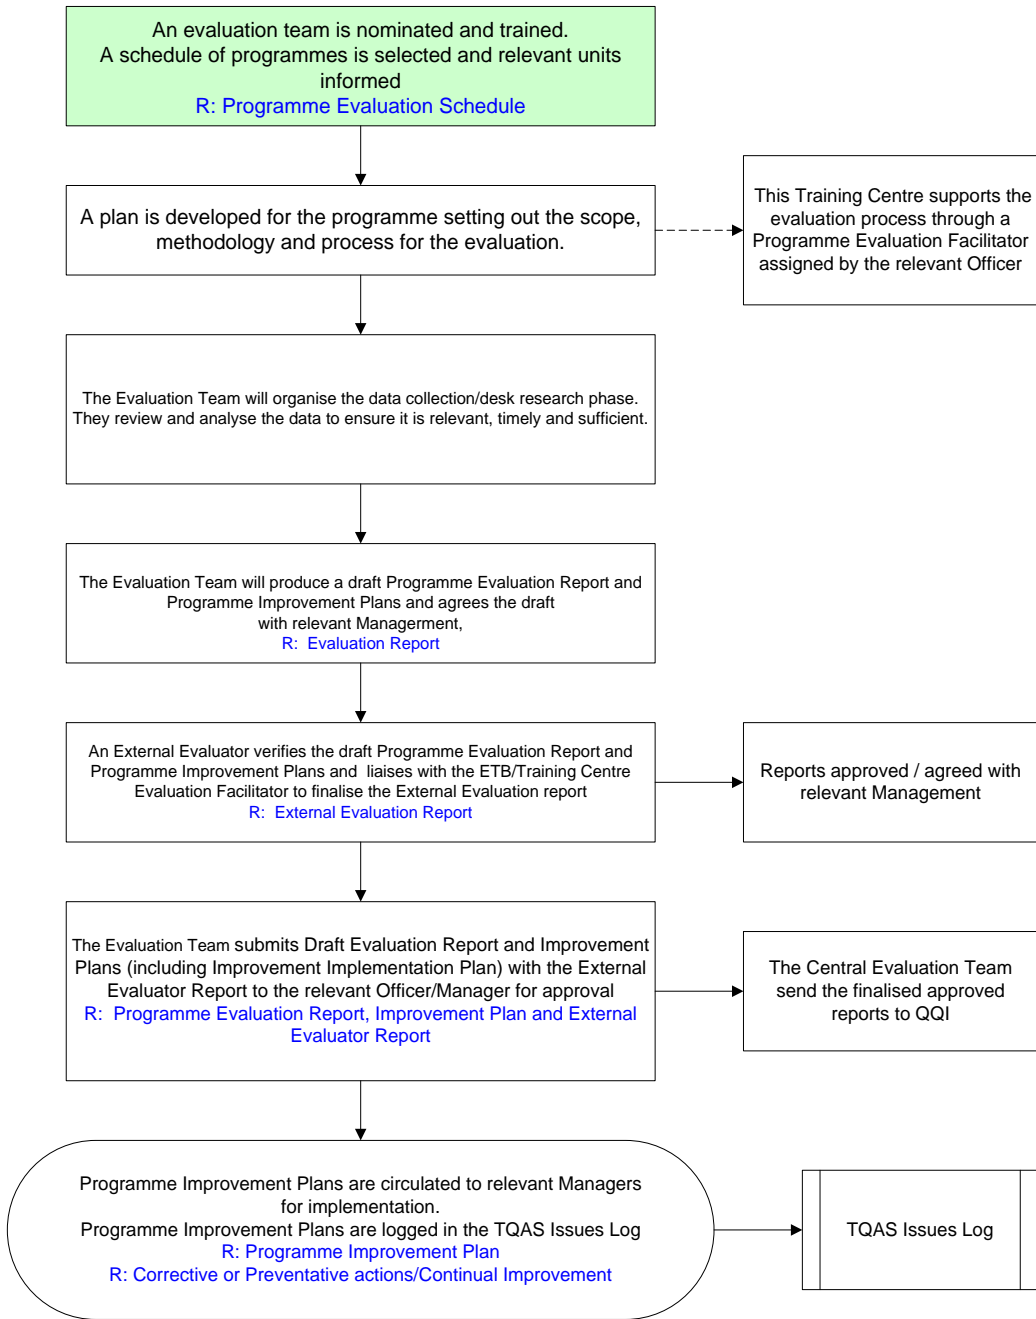 An evaluation team is nominated and trained.
A schedule of programmes is selected and relevant units
informed
R: Programme Evaluation Schedule
A plan is developed for the programme setting out the scope,
methodology and process for the evaluation.
This Training Centre supports the
evaluation process through a
Programme Evaluation Facilitator
assigned by the relevant Officer
The Evaluation Team will organise the data collection/desk research phase.
They review and analyse the data to ensure it is relevant, timely and sufficient.
The Evaluation Team will produce a draft Programme Evaluation Report and
Programme Improvement Plans and agrees the draft
with relevant Managerment,
R: Evaluation Report
An External Evaluator verifies the draft Programme Evaluation Report and
Programme Improvement Plans and liaises with the ETB/Training Centre
Evaluation Facilitator to finalise the External Evaluation report
R: External Evaluation Report
Reports approved / agreed with
relevant Management
The Evaluation Team submits Draft Evaluation Report and Improvement
Plans (including Improvement Implementation Plan) with the External
Evaluator Report to the relevant Officer/Manager for approval
R: Programme Evaluation Report, Improvement Plan and External
Evaluator Report
The Central Evaluation Team
send the finalised approved
reports to QQI
Programme Improvement Plans are circulated to relevant Managers
for implementation.
Programme Improvement Plans are logged in the TQAS Issues Log
R: Programme Improvement Plan
R: Corrective or Preventative actions/Continual Improvement
TQAS Issues Log